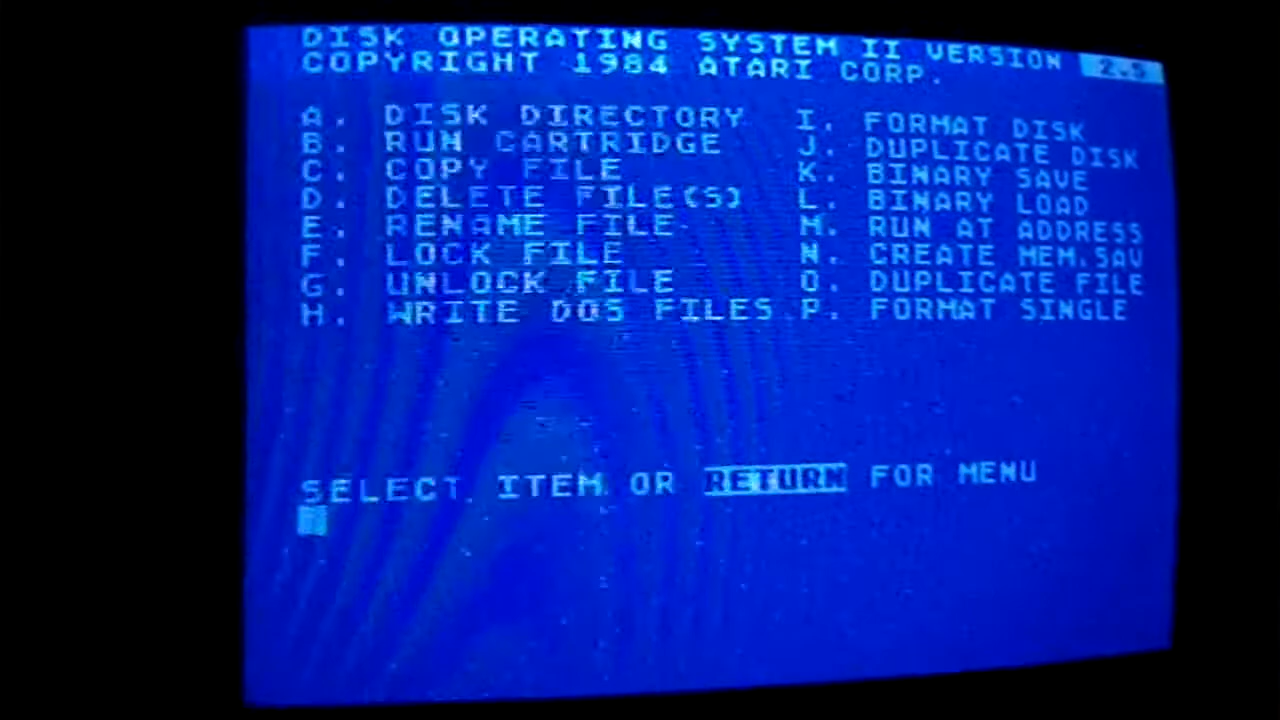 DISK OPERATING SYSTEM II VERSION 2.5
COPYRIGHT 1984 ATARI CORP.
A. DISK DIRECTORY I. FORMAT DISK
B. RUN CARTRIDGE J. DUPLICATE DISK
C. COPY FILE K. BINARY SAVE
D. DELETE FILE(S) L. BINARY LOAD
E. RENAME FILE M. RUN AT ADDRESS
F. LOCK FILE N. CREATE MEM.SAV
G. UNLOCK FILE O. DUPLICATE FILE
H. WRITE DOS FILES P. FORMAT SINGLE
SELECT ITEM OR RETURN FOR MENU